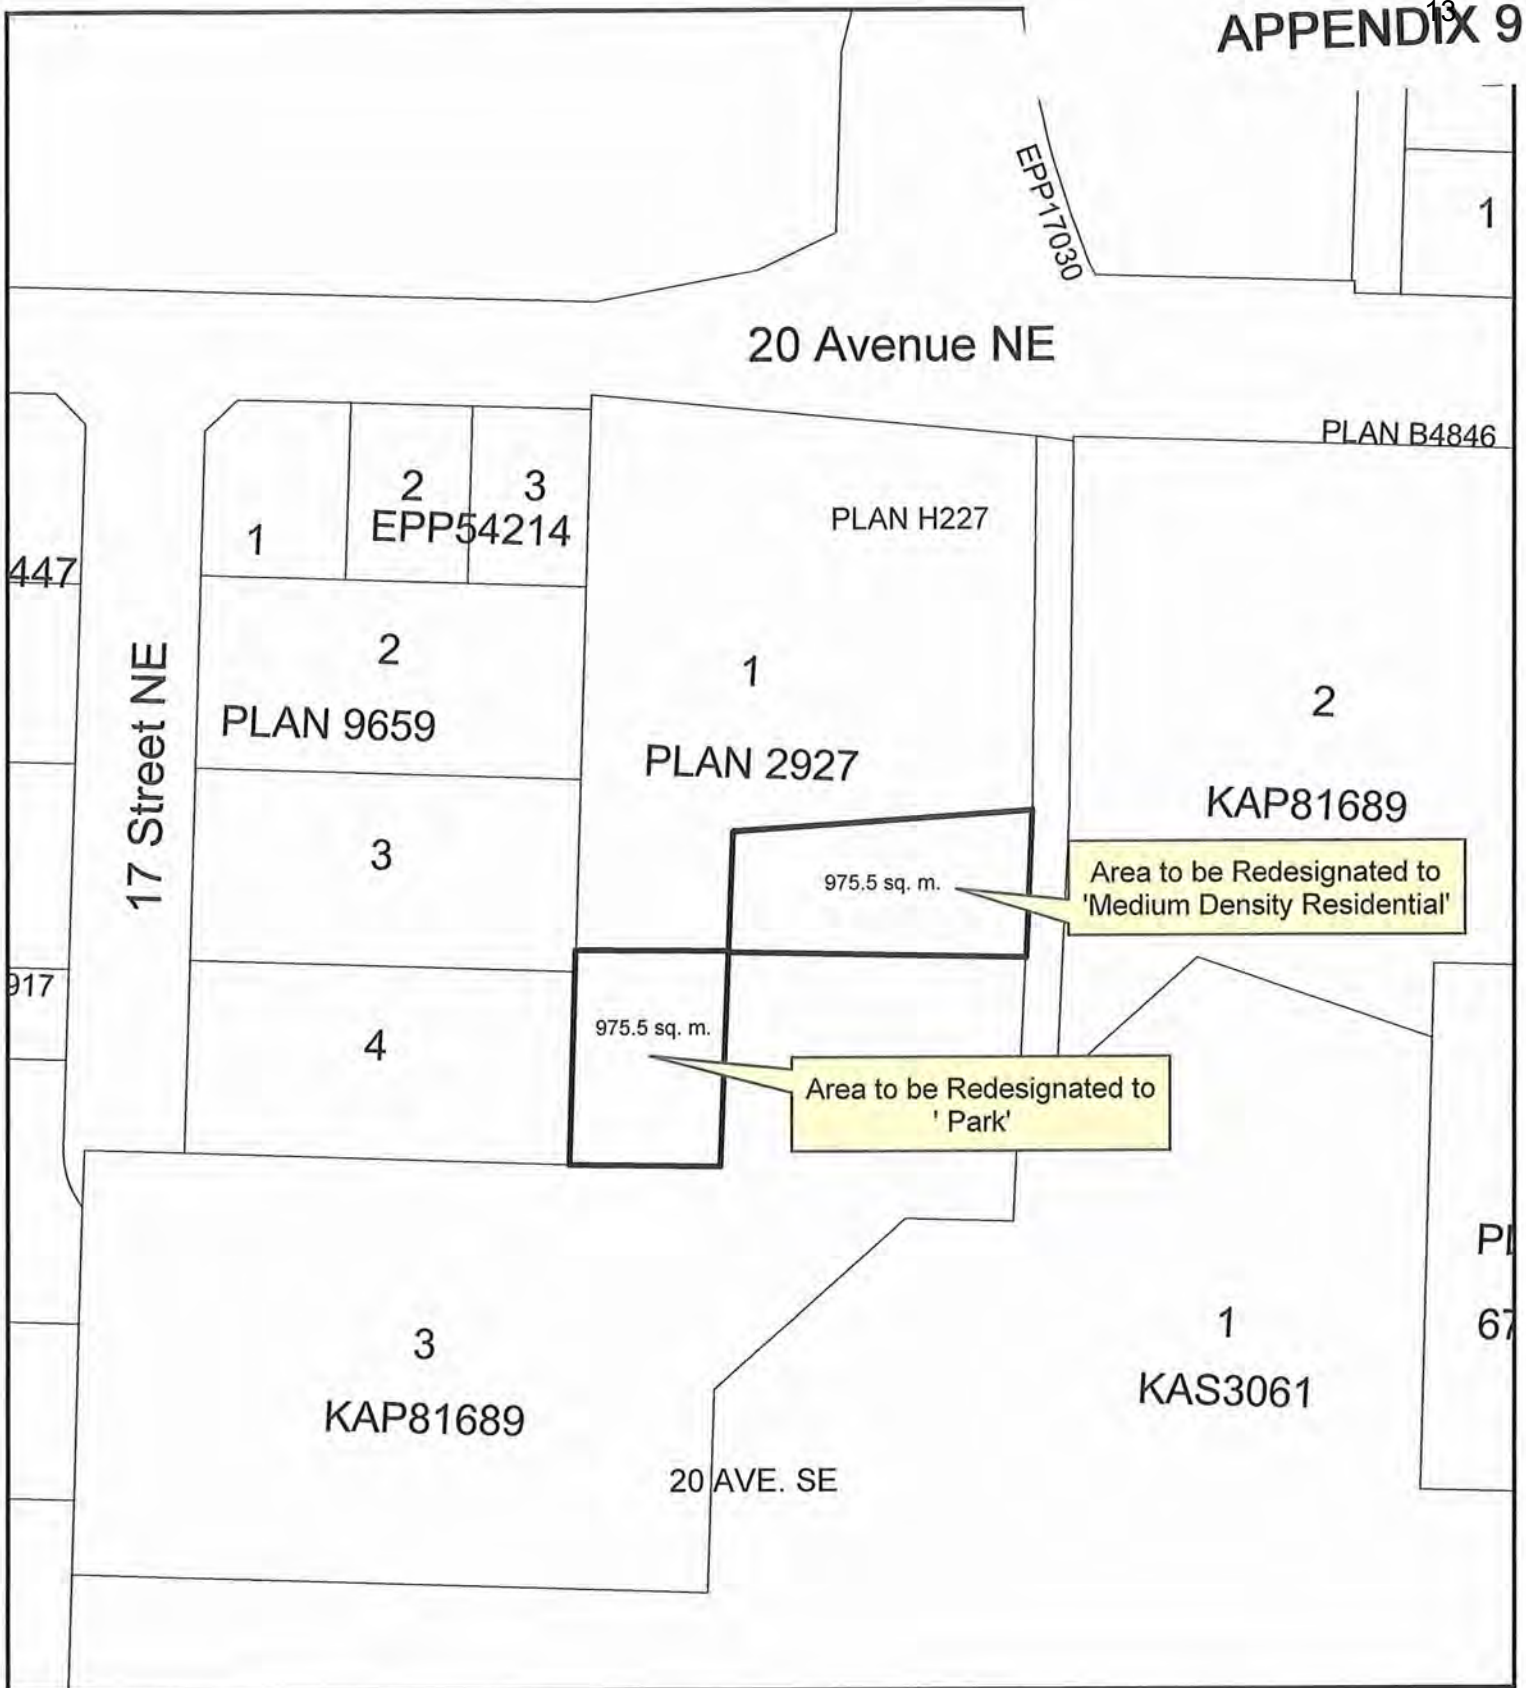 13
APPENDIX 9
EPP17030
1
20 Avenue NE
PLAN B4846
2
3
1
EPP54214
PLAN H227
447
2
1
17 Street NE
PLAN 9659
2
PLAN 2927
KAP81689
3
975.5 sq. m.
Area to be Redesignated to
'Medium Density Residential'
917
4
975.5 sq. m.
Area to be Redesignated to
' Park'
PL
67
3
1
KAP81689
KAS3061
20 AVE. SE